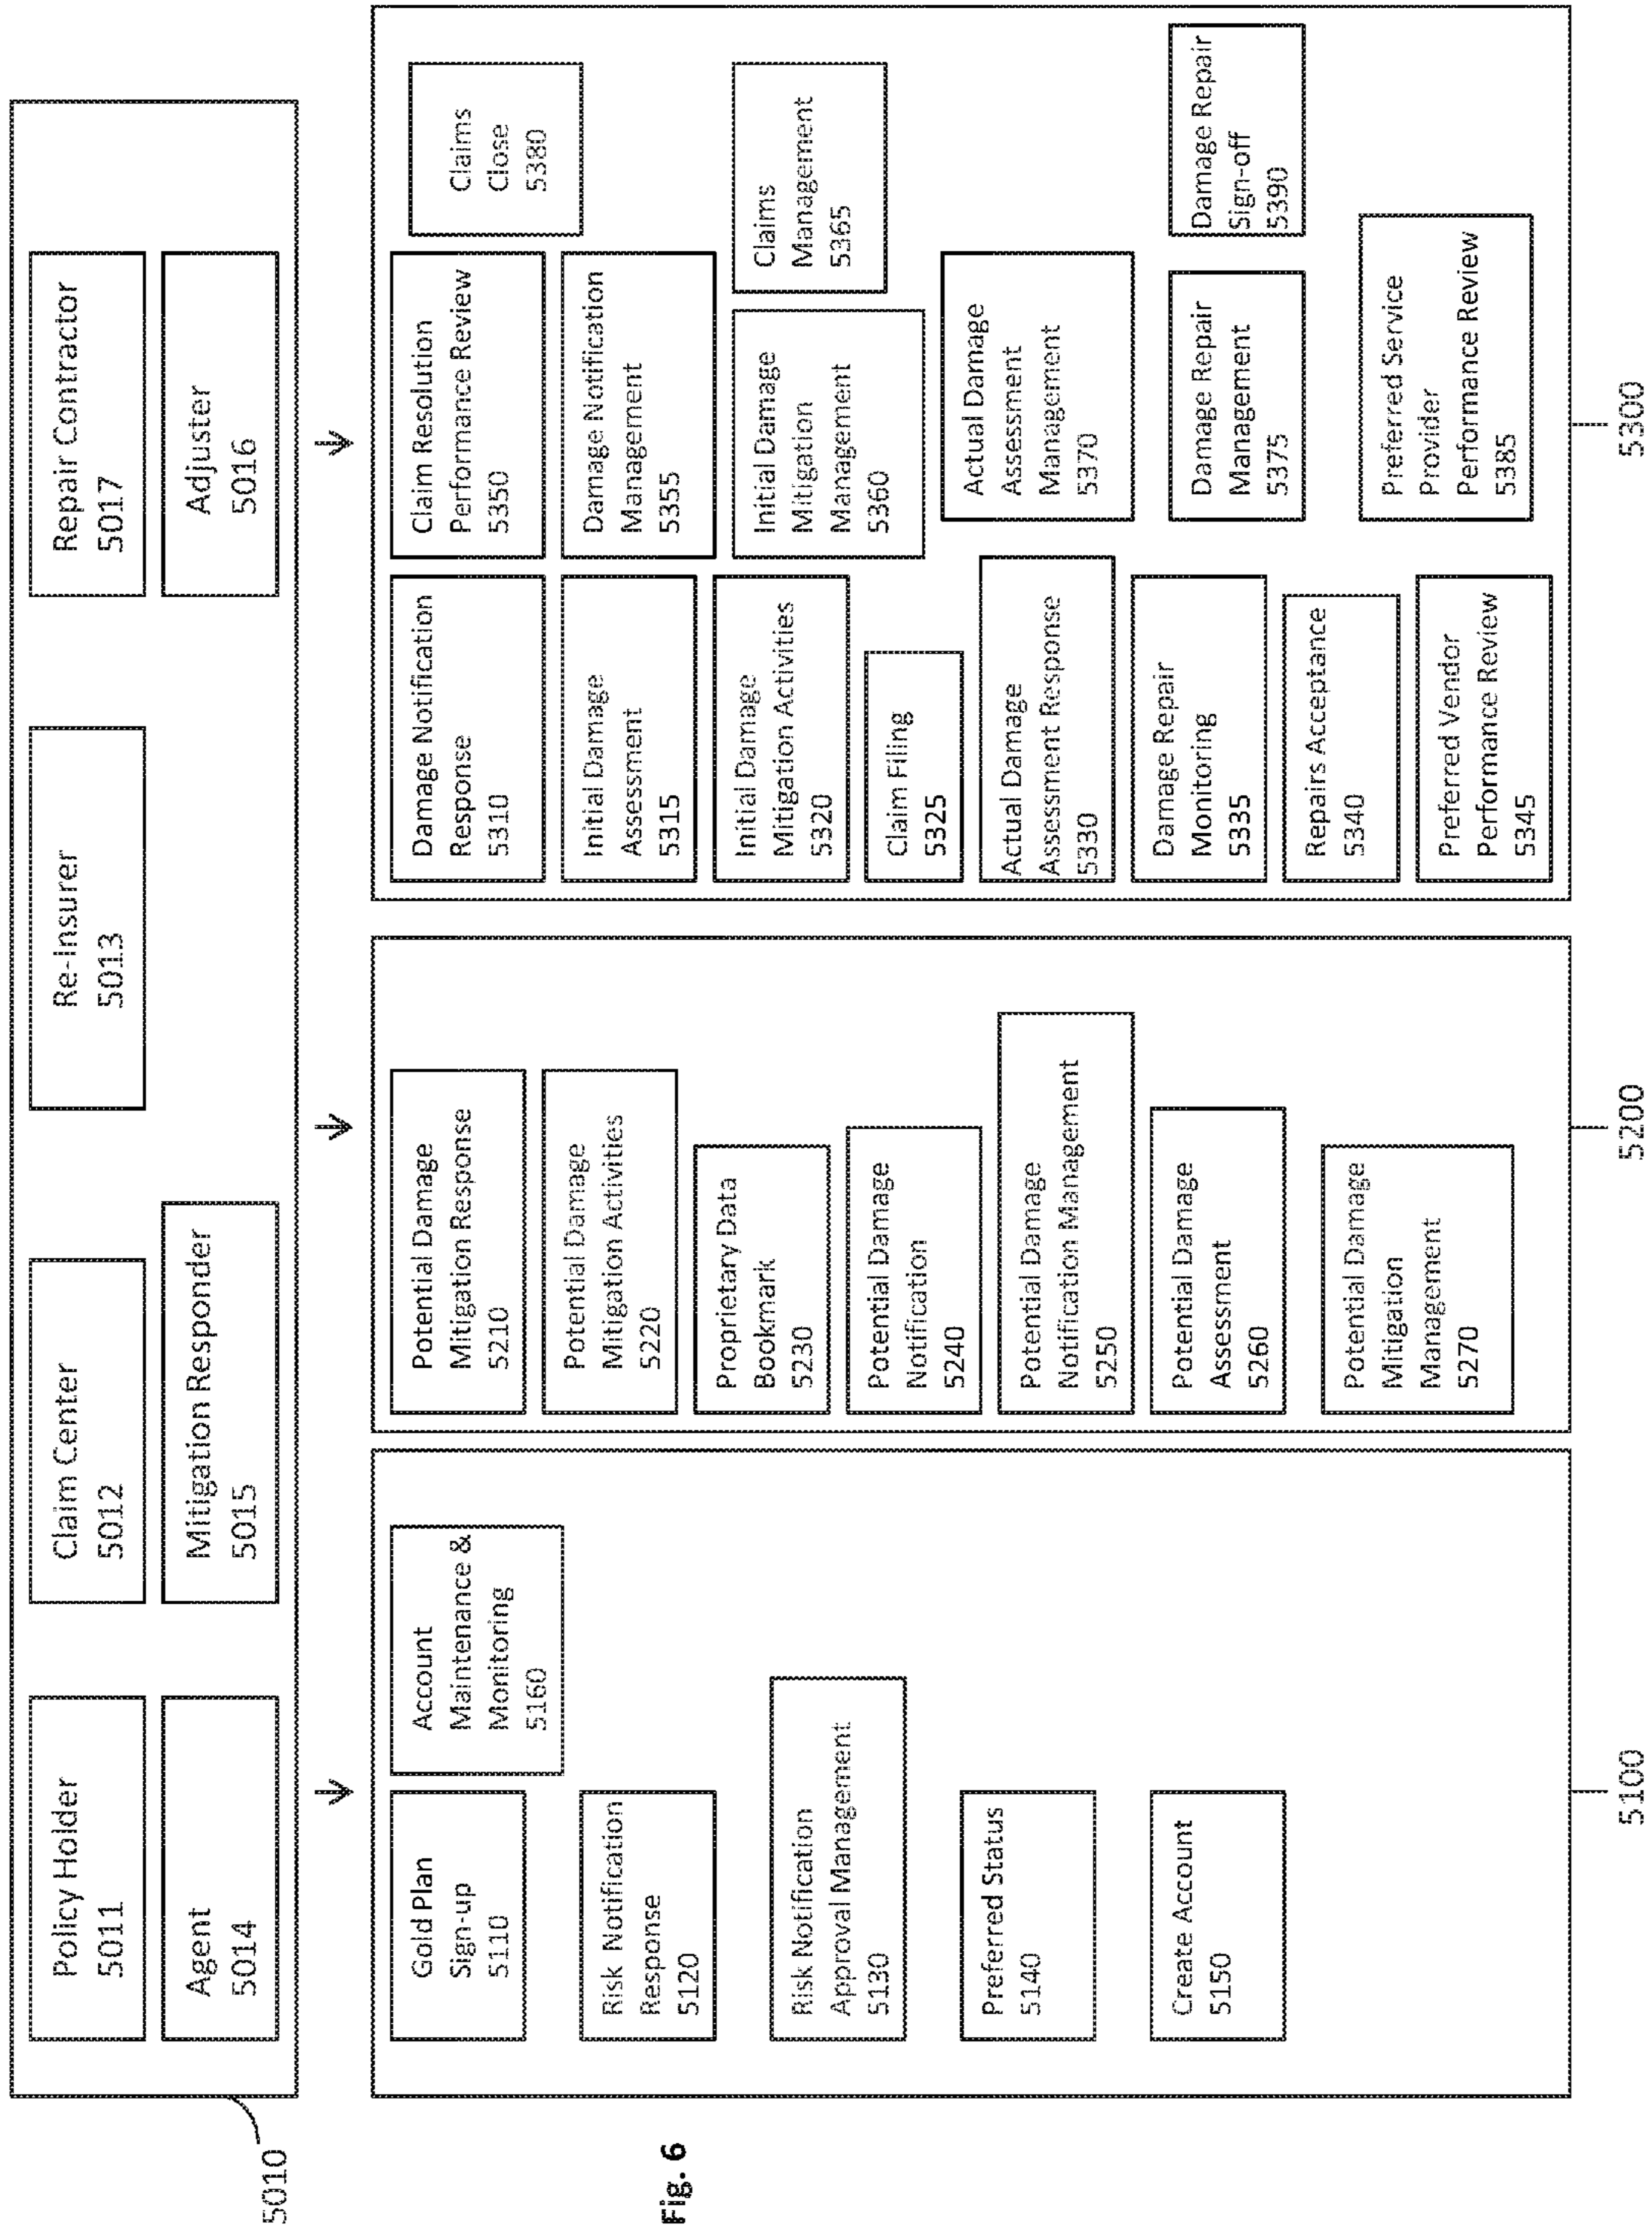 Policy Holder
5011
Claim Center
5012
Re-Insurer
5013
Repair Contractor
5017
Agent
5014
Mitigation Responder
5015
Adjuster
5016
5010
Gold Plan
Sign-up
5110
Account
Maintenance &
Monitoring
5160
Risk Notification
Response
5120
Risk Notification
Approval Management
5130
Preferred Status
5140
Create Account
5150
5100
Potential Damage
Mitigation Response
5210
Potential Damage
Mitigation Activities
5220
Proprietary Data
Bookmark
5230
Potential Damage
Notification
5240
Potential Damage
Notification Management
5250
Potential Damage
Assessment
5260
Potential Damage
Mitigation
Management
5270
5200
Damage Notification
Response
5310
Initial Damage
Assessment
5315
Initial Damage
Mitigation Activities
5320
Claim Filing
5325
Actual Damage
Assessment Response
5330
Damage Repair
Monitoring
5335
Repairs Acceptance
5340
Preferred Vendor
Performance Review
5345
Claim Resolution
Performance Review
5350
Damage Notification
Management
5355
Initial Damage
Mitigation
Management
5360
Actual Damage
Assessment
Management
5370
Damage Repair
Management
5375
Preferred Service
Provider
Performance Review
5385
Claims
Close
5380
Claims
Management
5365
Damage Repair
Sign-off
5390
5300
Fig. 6